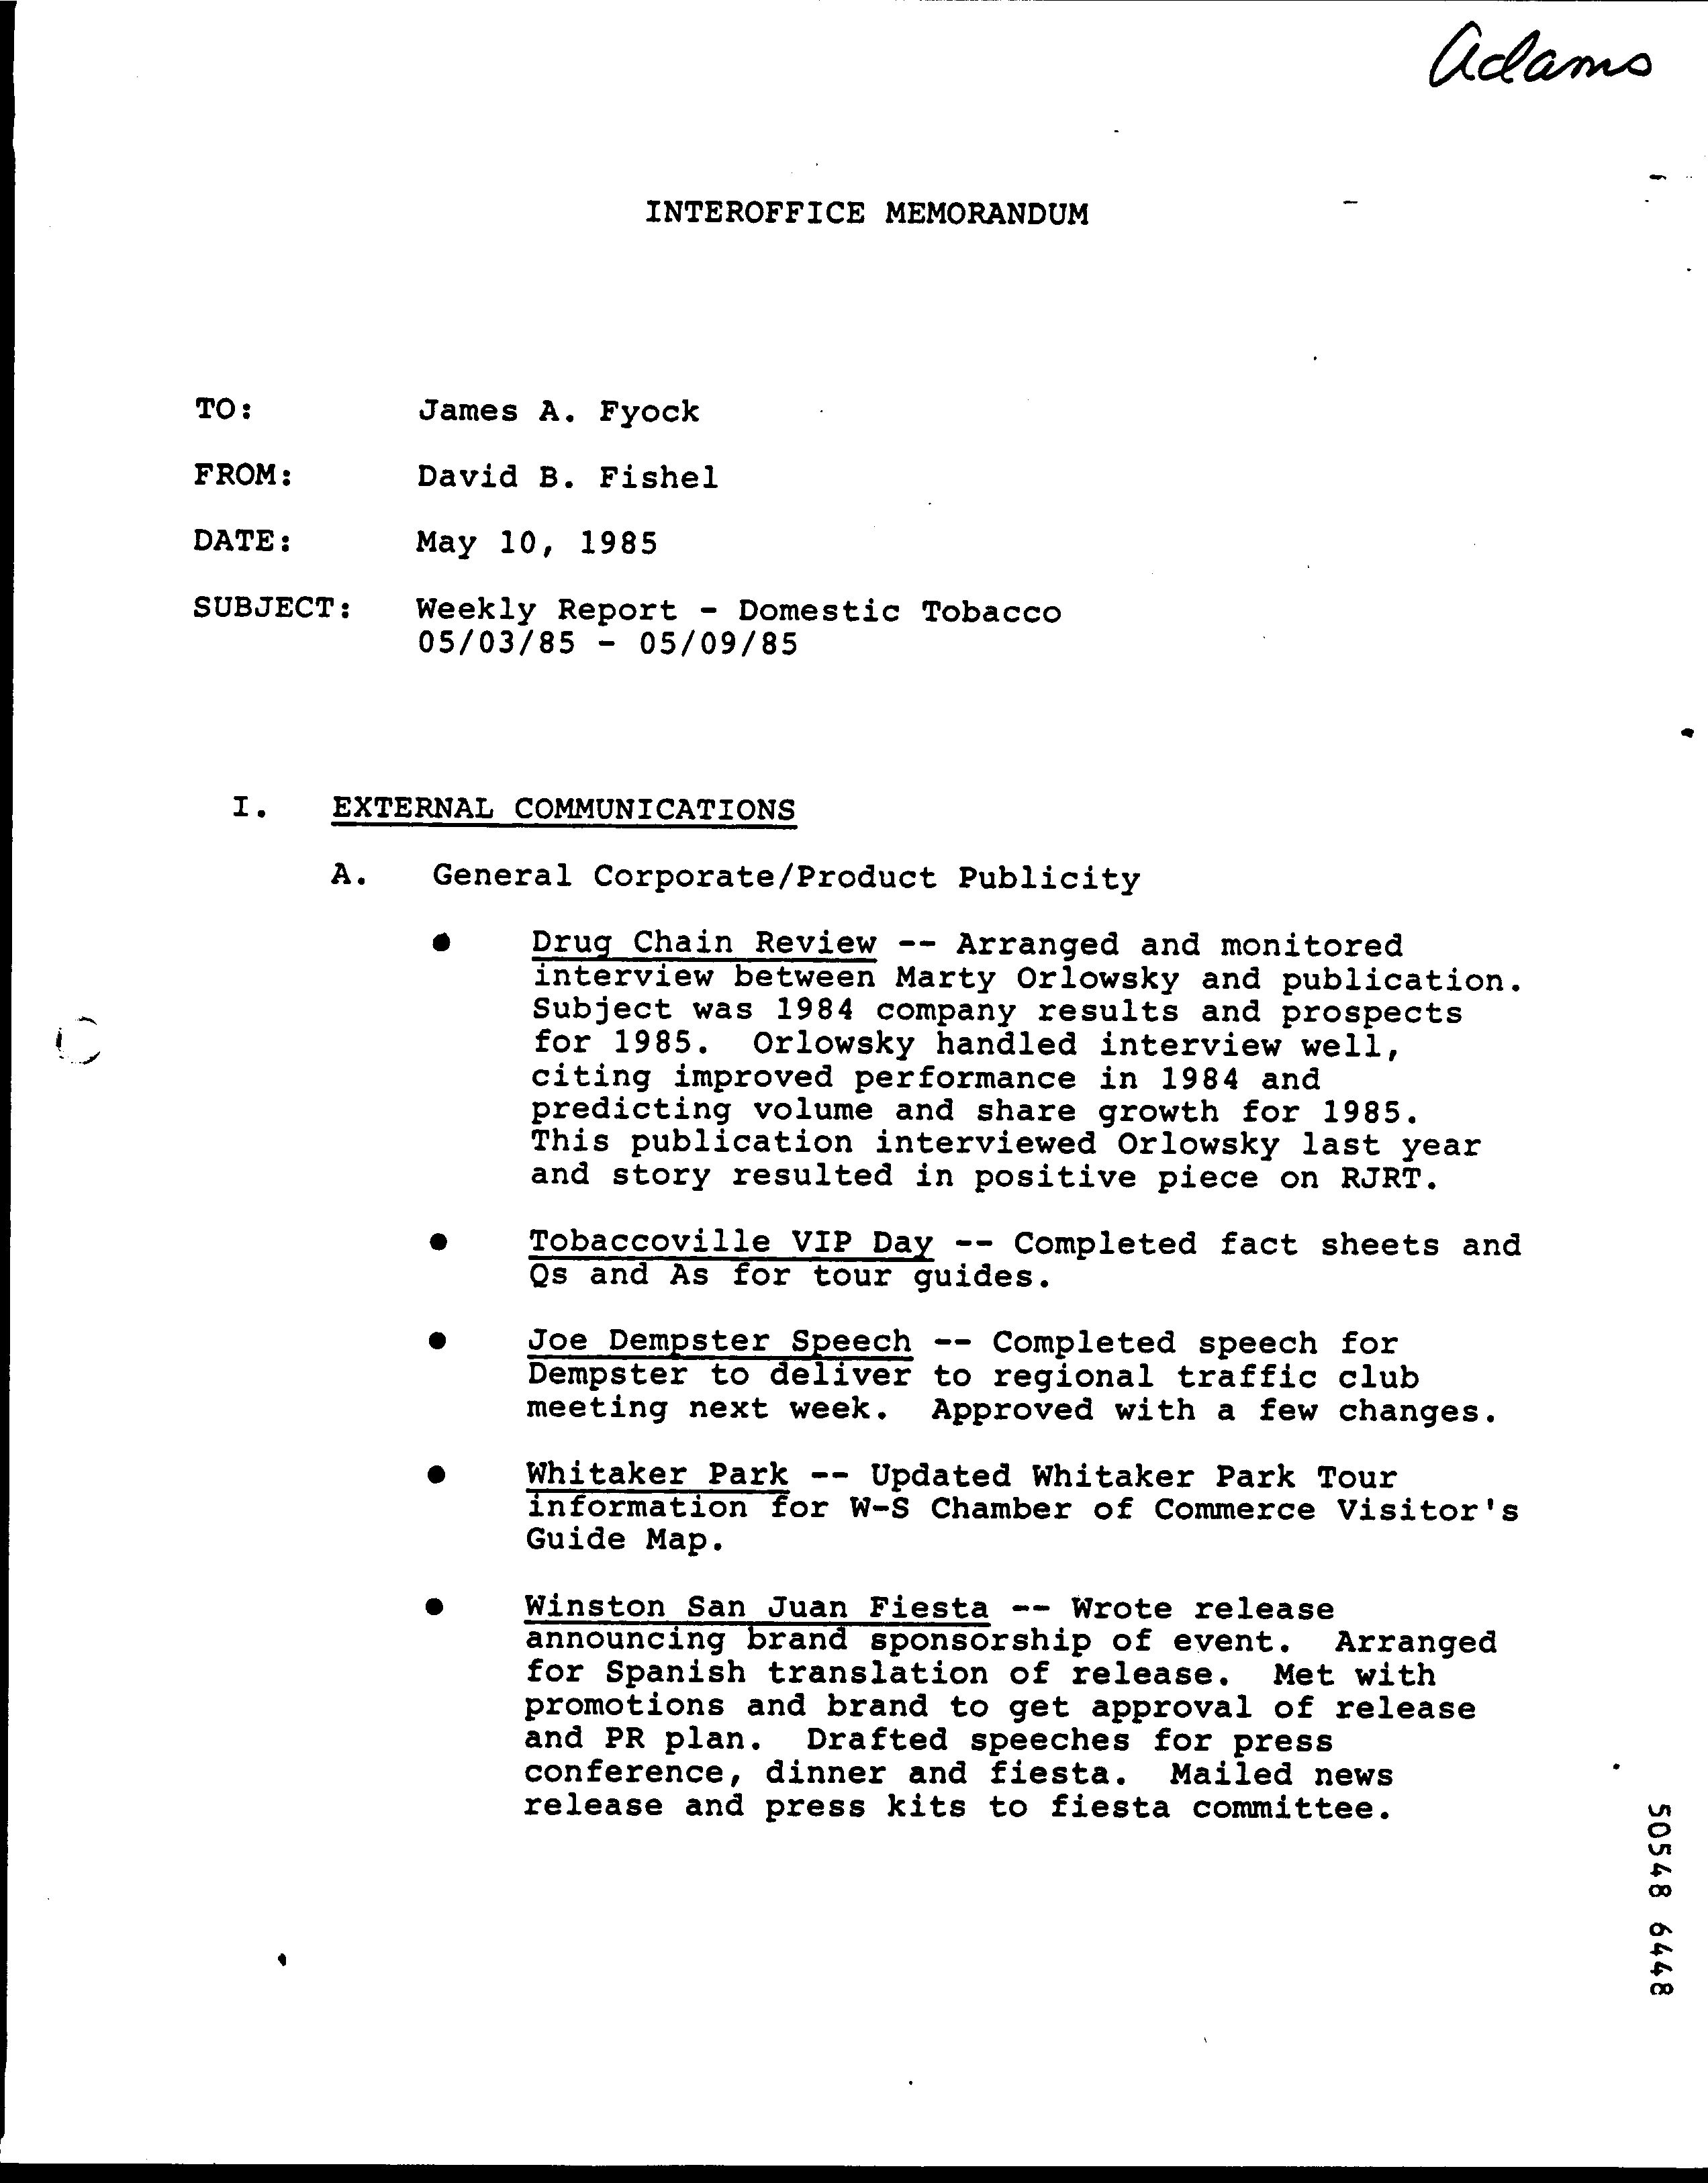 Adams
INTEROFFICE MEMORANDUM
TO: James A. Fyock
FROM: David B. Fishel
DATE: May 10, 1985
SUBJECT: Weekly Report - Domestic Tobacco
05/03/85 - 05/09/85
I. EXTERNAL COMMUNICATIONS
A. General Corporate/Product Publicity
● Drug Chain Review -- Arranged and monitored
interview between Marty Orlowsky and publication.
Subject was 1984 company results and prospects
for 1985. Orlowsky handled interview well,
citing improved performance in 1984 and
predicting volume and share growth for 1985.
This publication interviewed Orlowsky last year
and story resulted in positive piece on RJRT.
● Tobaccoville VIP Day -- Completed fact sheets and
Qs and As for tour guides.
● Joe Dempster Speech -- Completed speech for
Dempster to deliver to regional traffic club
meeting next week. Approved with a few changes.
● Whitaker Park -- Updated Whitaker Park Tour
information for W-S Chamber of Commerce Visitor's
Guide Map.
● Winston San Juan Fiesta -- Wrote release
announcing brand sponsorship of event. Arranged
for Spanish translation of release. Met with
promotions and brand to get approval of release
and PR plan. Drafted speeches for press
conference, dinner and fiesta. Mailed news
release and press kits to fiesta committee.
50548 6448